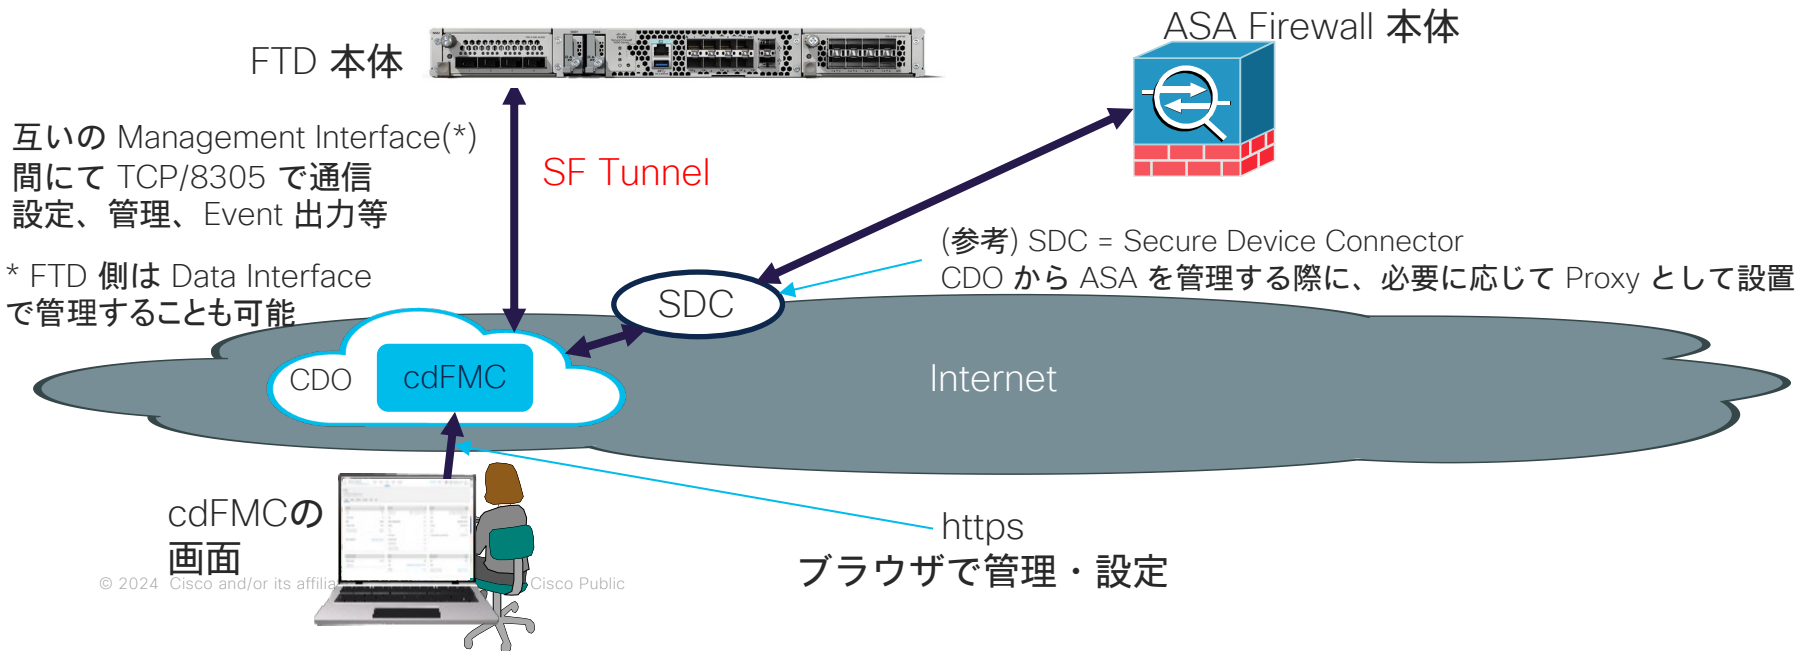 ASA Firewall 本体
FTD 本体
互いの Management Interface(*)
間にて TCP/8305 で通信
設定、管理、Event 出力等
SF Tunnel
* FTD 側は Data Interface
で管理することも可能
(参考) SDC = Secure Device Connector
CDO から ASA を管理する際に、必要に応じて Proxy として設置
SDC
CDO
cdFMC
Internet
cdFMCの
画面
https
ブラウザで管理・設定
© 2024 Cisco and/or its Cisco Public